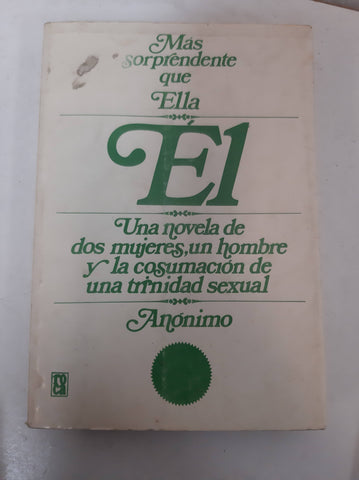 Más
sorprendente
que
Ella
Él
Una novela de
dos mujeres, un hombre
y la cosumación de
una trinidad sexual
Anónimo